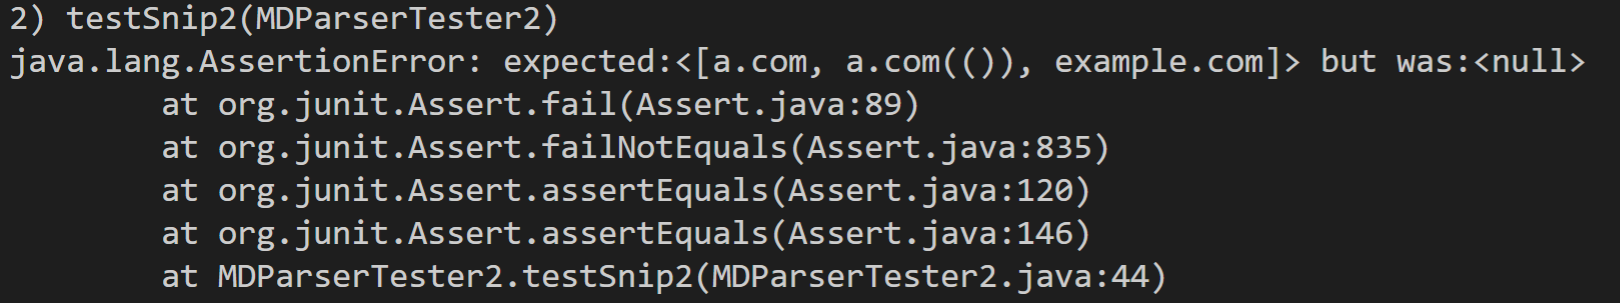 2) testSnip2(MDParserTester2)
java.lang.AssertionError: expected:<[a.com, a.com(()), example.com]> but was:<null>
        at org.junit.Assert.fail(Assert.java:89)
        at org.junit.Assert.failNotEquals(Assert.java:835)
        at org.junit.Assert.assertEquals(Assert.java:120)
        at org.junit.Assert.assertEquals(Assert.java:146)
        at MDParserTester2.testSnip2(MDParserTester2.java:44)